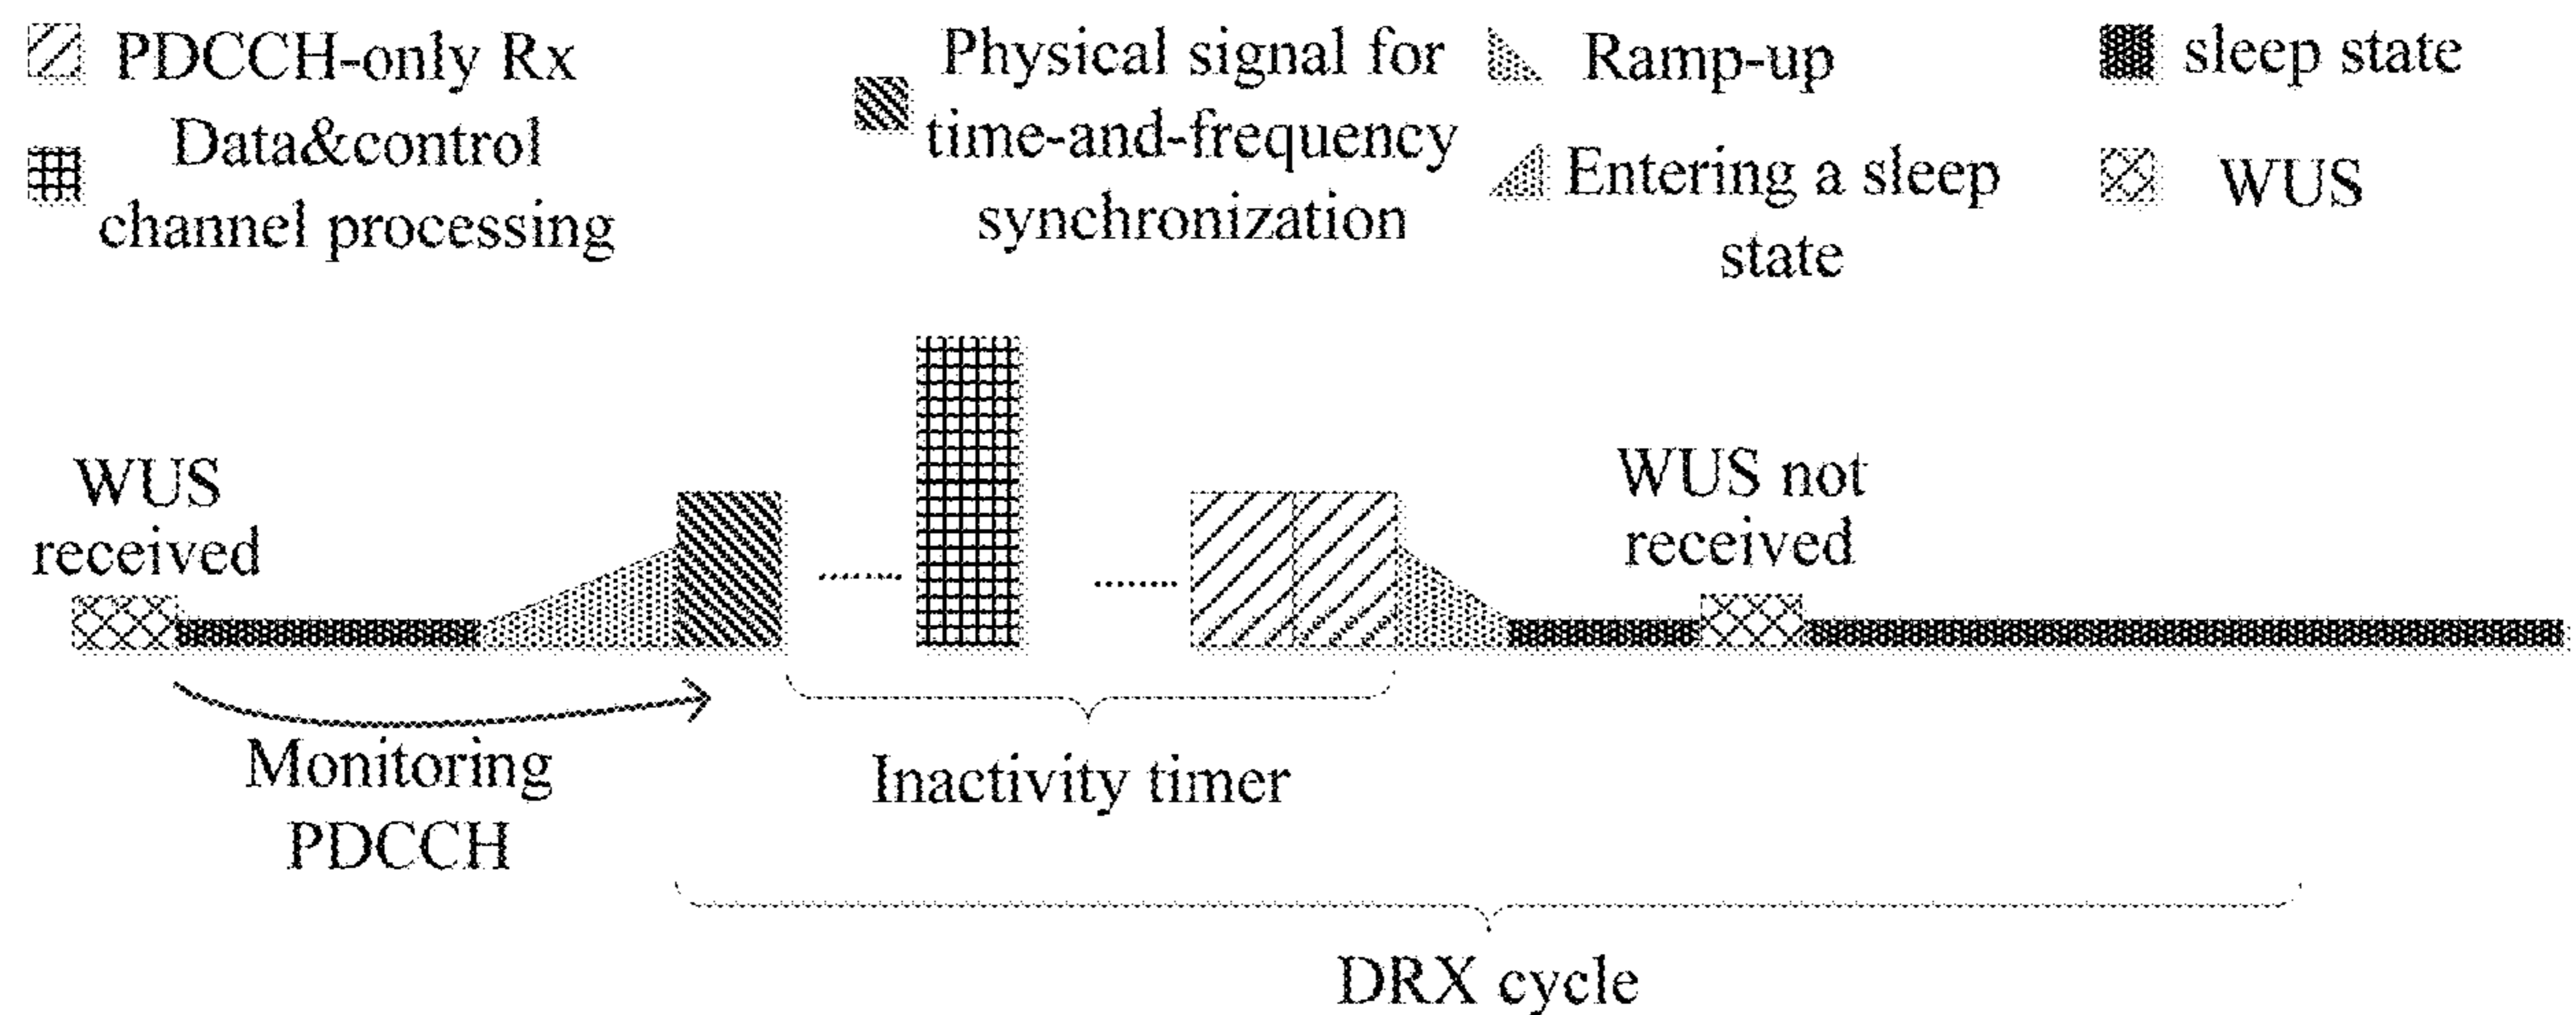 PDCCH-only Rx
Data&control
channel processing
Physical signal for
time-and-frequency
synchronization
Ramp-up
Entering a sleep
state
sleep state
WUS
WUS
received
WUS not
received
Monitoring
PDCCH
Inactivity timer
DRX cycle